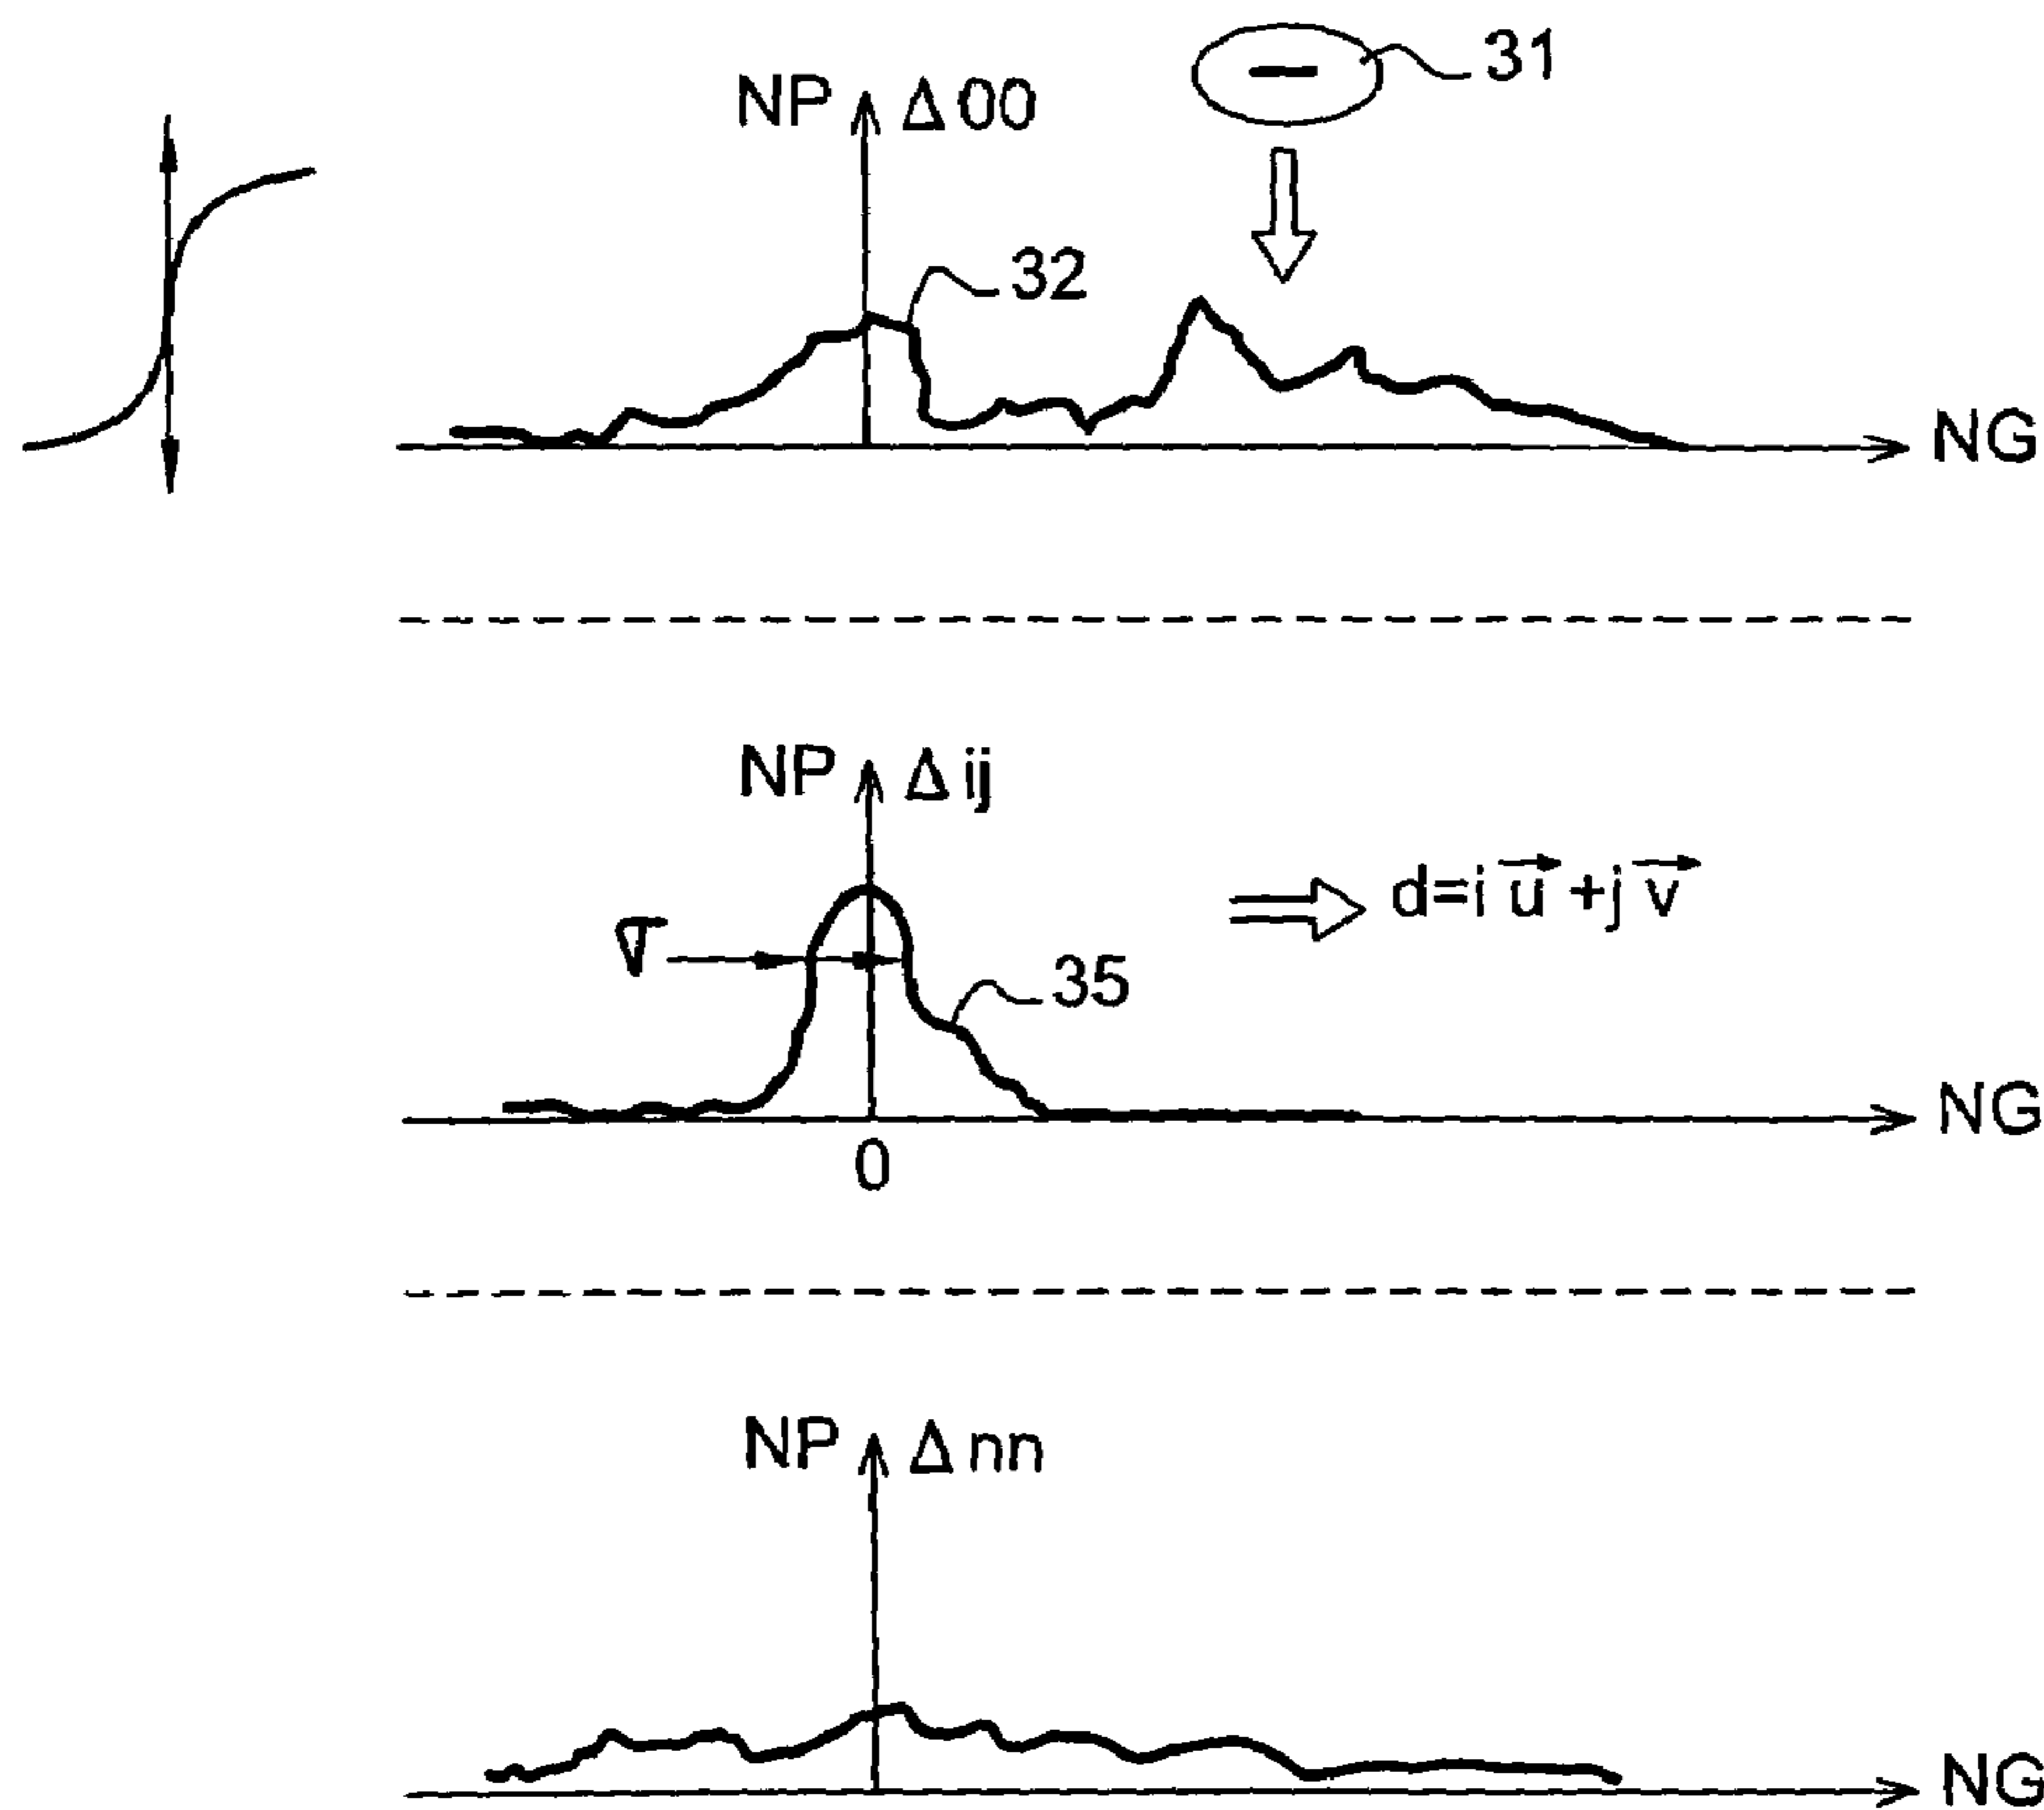 31
NP Δ00
32
NG
NP Δij
d=i u +j v
σ
35
NG
0
NP Δnn
NG